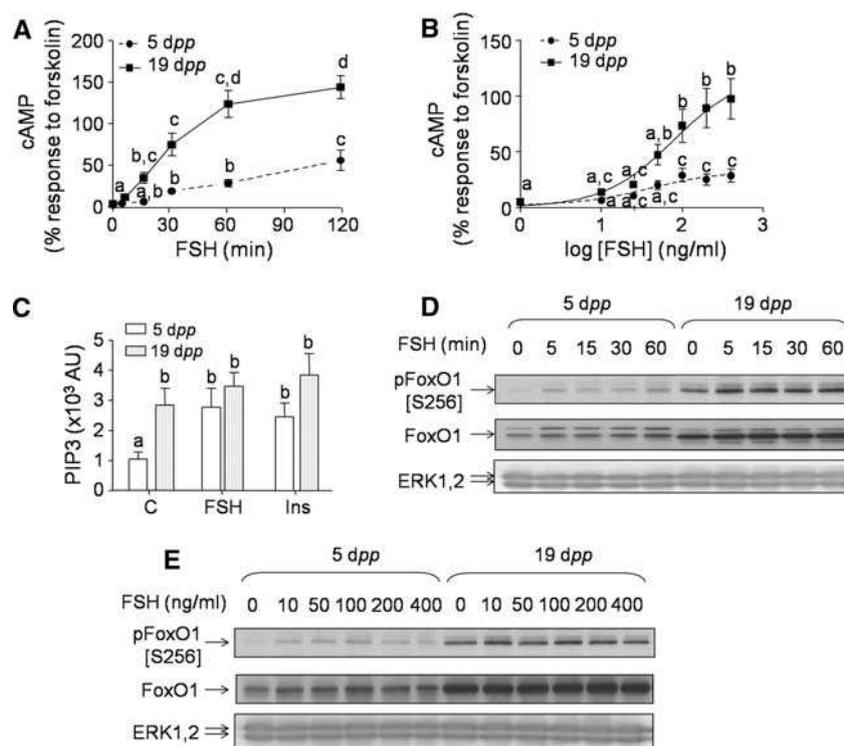 A
5 dpp
19 dpp
cAMP
(% response to forskolin)
200
150
100
50
0
a
b,c
a,b
c
b
c,d
b
d
c
0 30 60 90 120
FSH (min)
B
5 dpp
19 dpp
cAMP
(% response to forskolin)
150
100
50
0
a
a,c
a
a,c
a,c
a,b
a,c
b
c
b
c
b
c
0 1 2 3
log [FSH] (ng/ml)
C
5 dpp
19 dpp
PIP3 (x10³ AU)
5
4
3
2
1
a
b
b
b
b
b
C FSH Ins
D
5 dpp 19 dpp
FSH (min) 0 5 15 30 60 0 5 15 30 60
pFoxO1
[S256]
FoxO1
ERK1,2
E
5 dpp 19 dpp
FSH (ng/ml) 0 10 50 100 200 400 0 10 50 100 200 400
pFoxO1
[S256]
FoxO1
ERK1,2